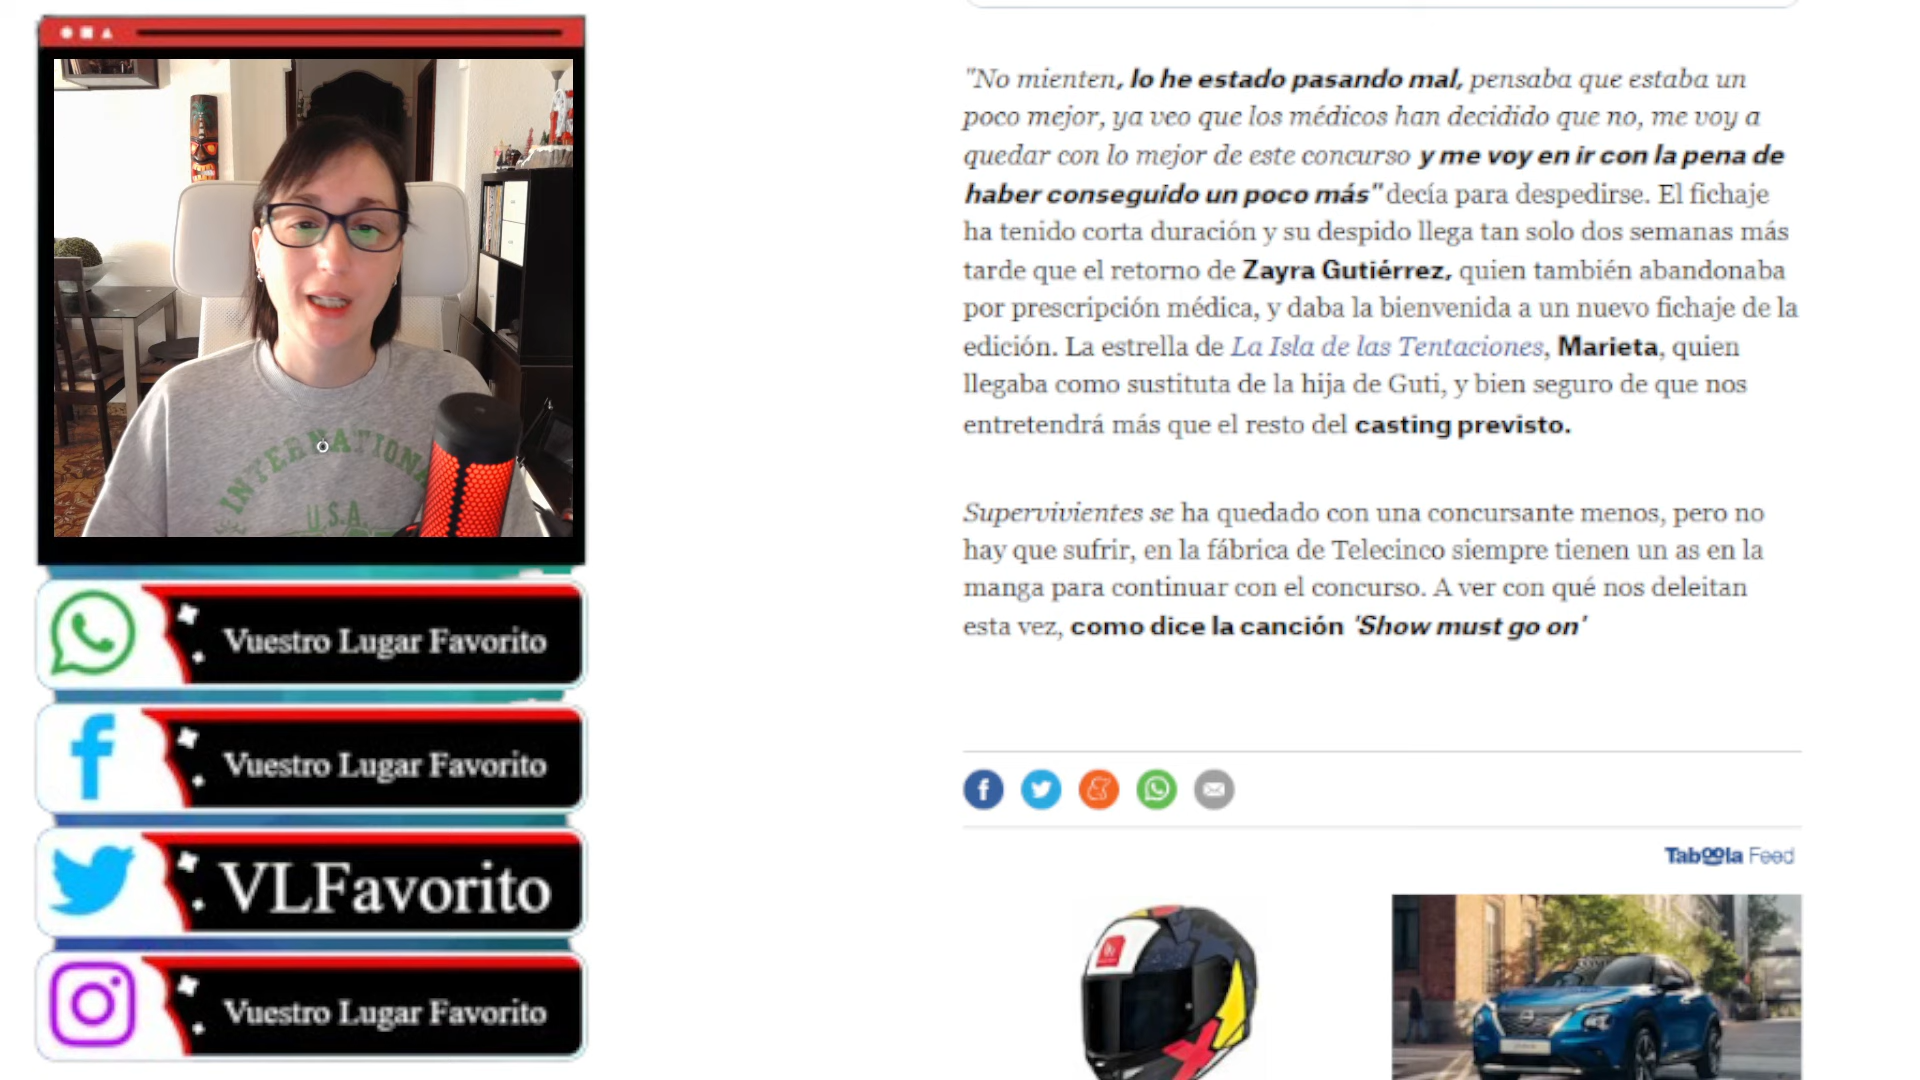 INTERNATIONAL
U.S.A.
Vuestro Lugar Favorito
Vuestro Lugar Favorito
VLFavorito
Vuestro Lugar Favorito
"No mienten, lo he estado pasando mal, pensaba que estaba un
poco mejor, ya veo que los médicos han decidido que no, me voy a
quedar con lo mejor de este concurso y me voy en ir con la pena de
haber conseguido un poco más" decía para despedirse. El fichaje
ha tenido corta duración y su despido llega tan solo dos semanas más
tarde que el retorno de Zayra Gutiérrez, quien también abandonaba
por prescripción médica, y daba la bienvenida a un nuevo fichaje de la
edición. La estrella de La Isla de las Tentaciones, Marieta, quien
llegaba como sustituta de la hija de Guti, y bien seguro de que nos
entretendrá más que el resto del casting previsto.
Supervivientes se ha quedado con una concursante menos, pero no
hay que sufrir, en la fábrica de Telecinco siempre tienen un as en la
manga para continuar con el concurso. A ver con qué nos deleitan
esta vez, como dice la canción 'Show must go on'
Taboola Feed